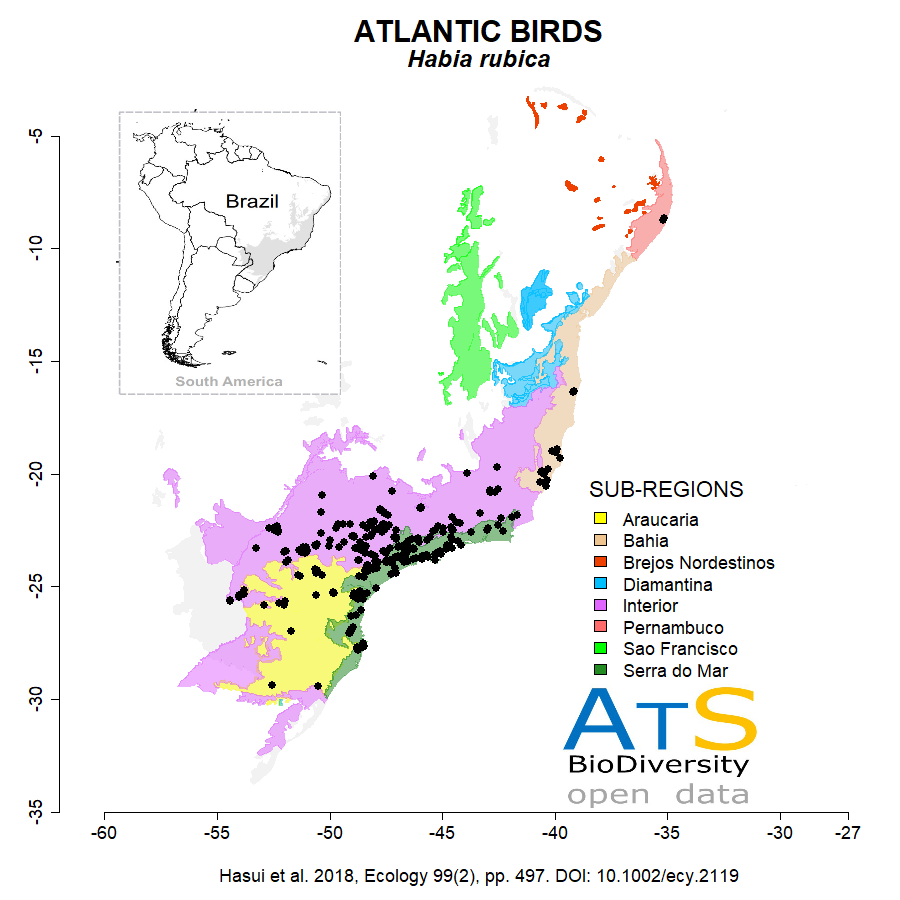 ATLANTIC BIRDS
Habia rubica
Brazil
South America
-5
-10
-15
-20
-25
-30
-35
SUB-REGIONS
Araucaria
Bahia
Brejos Nordestinos
Diamantina
Interior
Pernambuco
Sao Francisco
Serra do Mar
ATS
BioDiversity
open data
-60
-55
-50
-45
-40
-35
-30
-27
Hasui et al. 2018, Ecology 99(2), pp. 497. DOI: 10.1002/ecy.2119